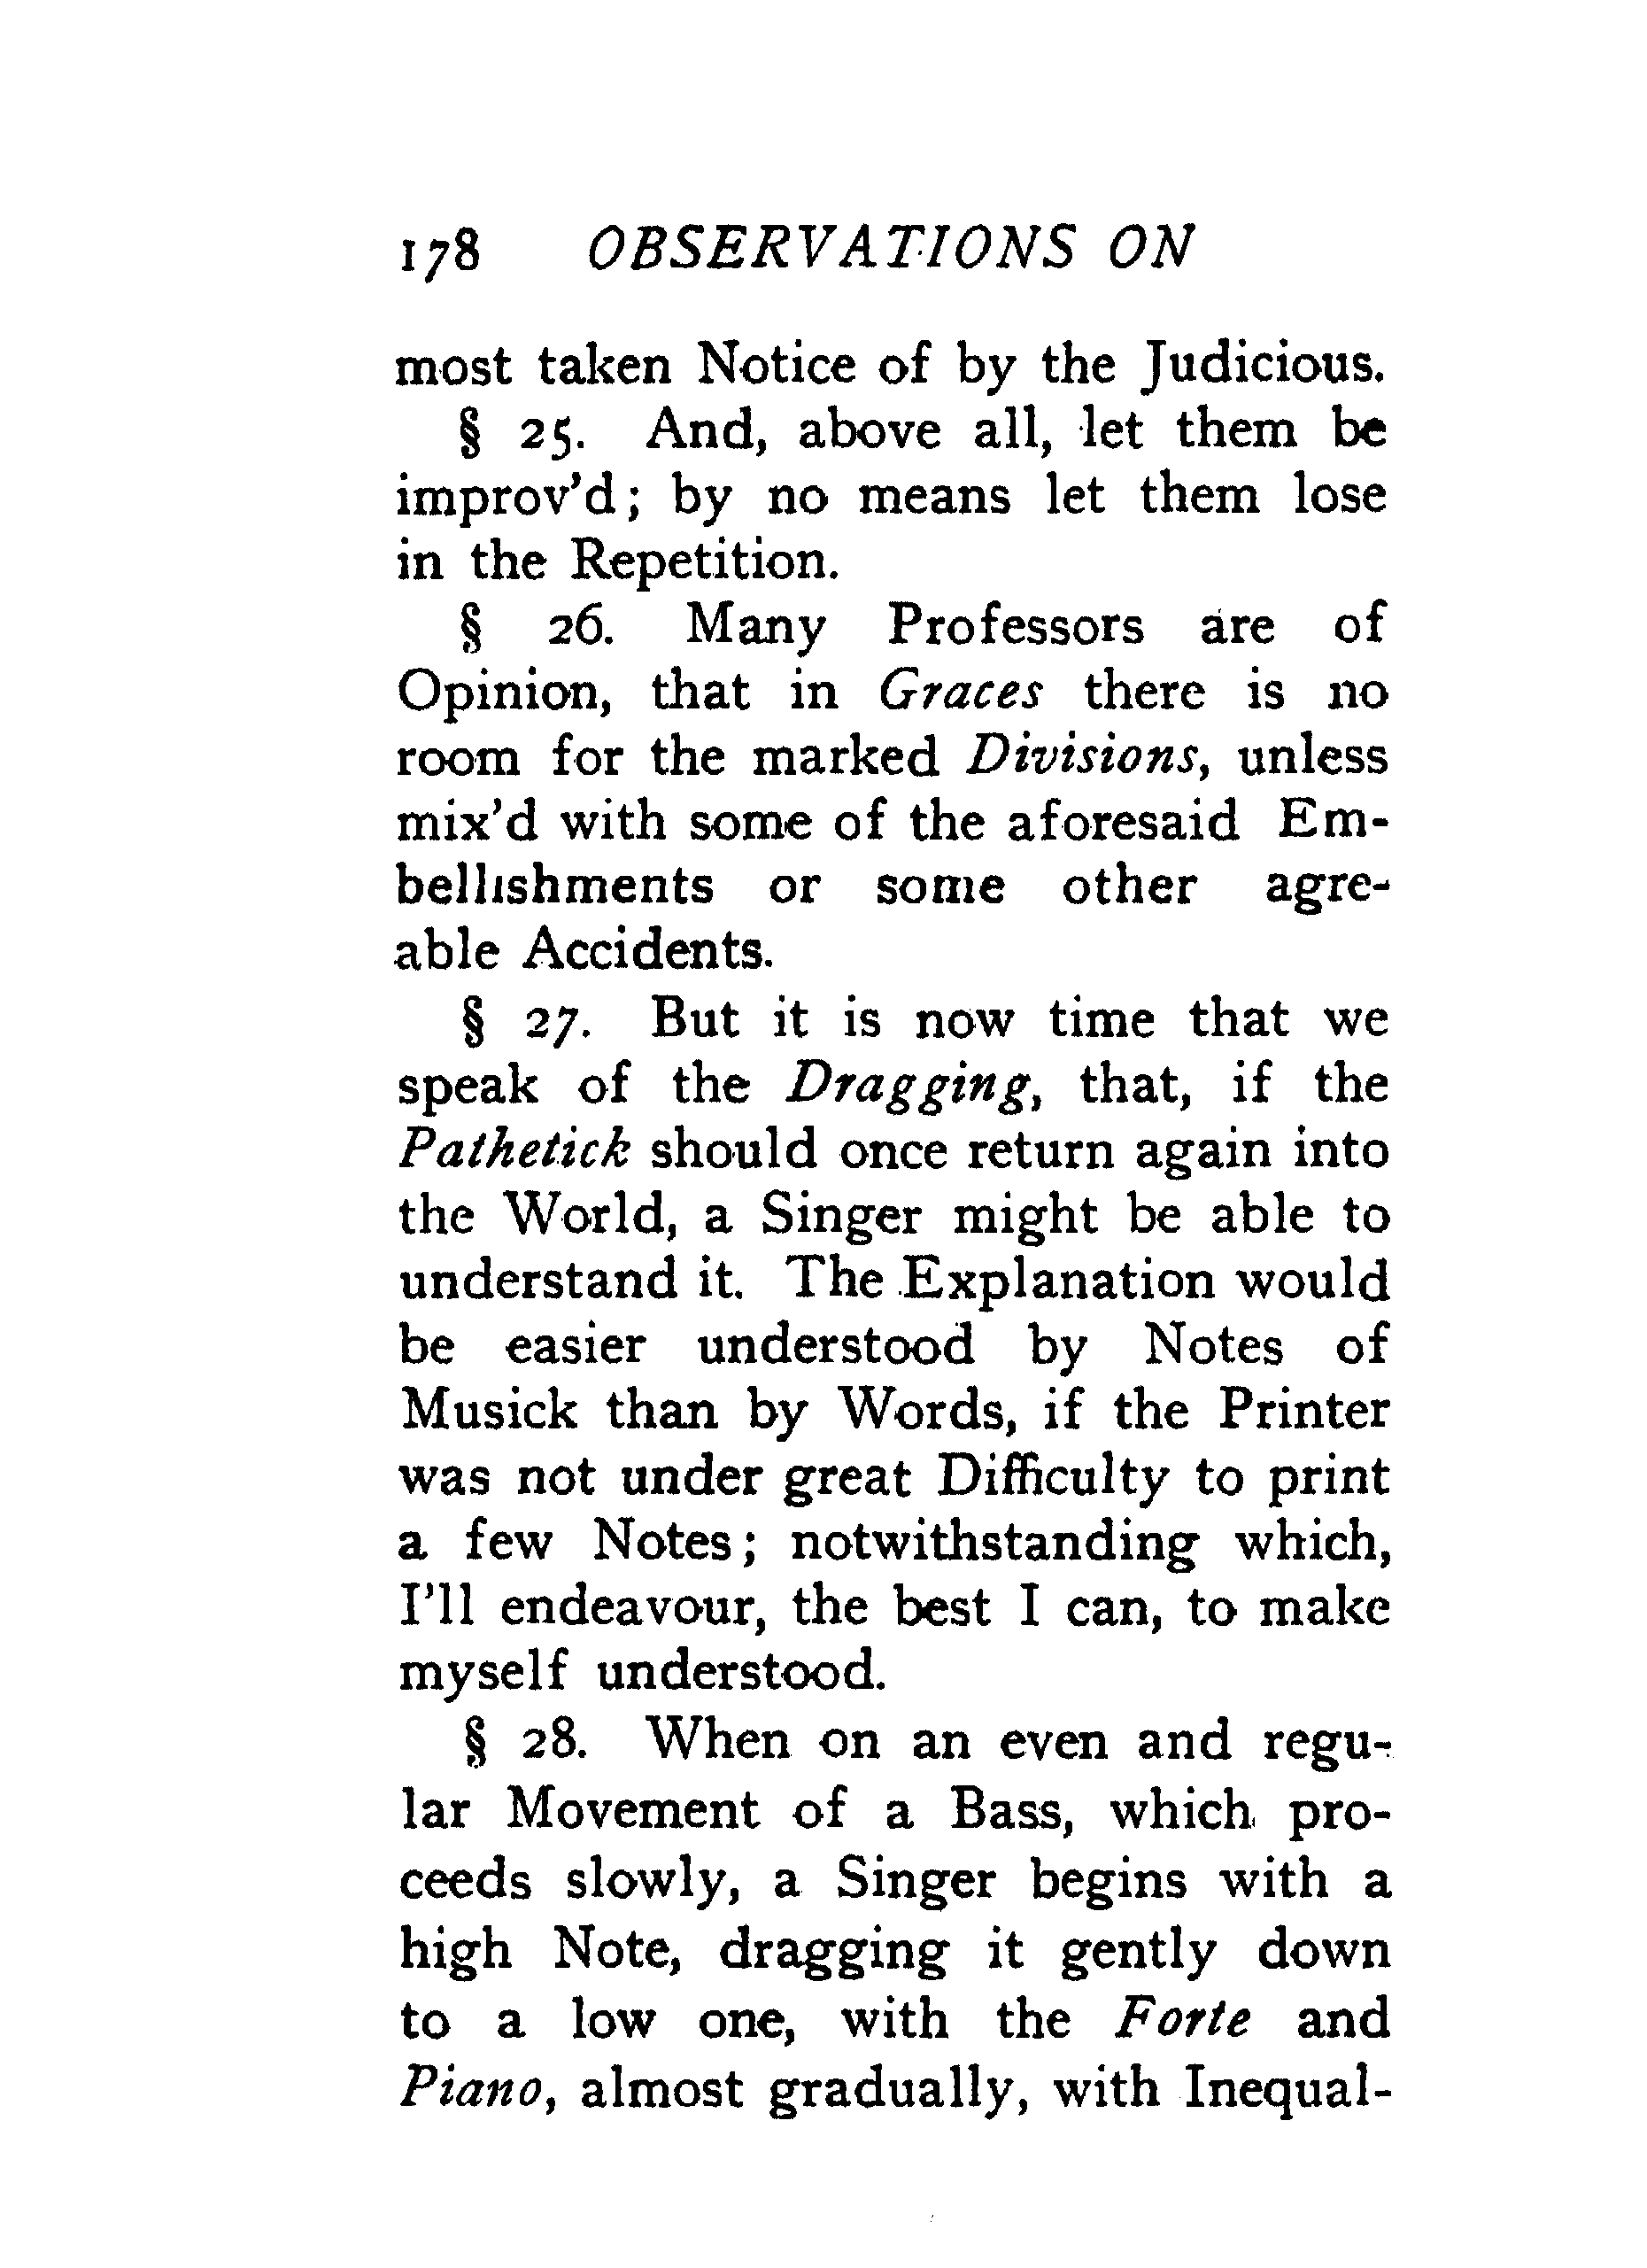 178 OBSERVATIONS ON
most taken Notice of by the Judicious.
§ 25. And, above all, let them be
improv'd; by no means let them lose
in the Repetition.
§ 26. Many Professors are of
Opinion, that in Graces there is no
room for the marked Divisions, unless
mix'd with some of the aforesaid Em-
bellishments or some other agre-
able Accidents.
§ 27. But it is now time that we
speak of the Dragging, that, if the
Pathetick should once return again into
the World, a Singer might be able to
understand it. The Explanation would
be easier understood by Notes of
Musick than by Words, if the Printer
was not under great Difficulty to print
a few Notes; notwithstanding which,
I'll endeavour, the best I can, to make
myself understood.
§ 28. When on an even and regu-
lar Movement of a Bass, which pro-
ceeds slowly, a Singer begins with a
high Note, dragging it gently down
to a low one, with the Forte and
Piano, almost gradually, with Inequal-